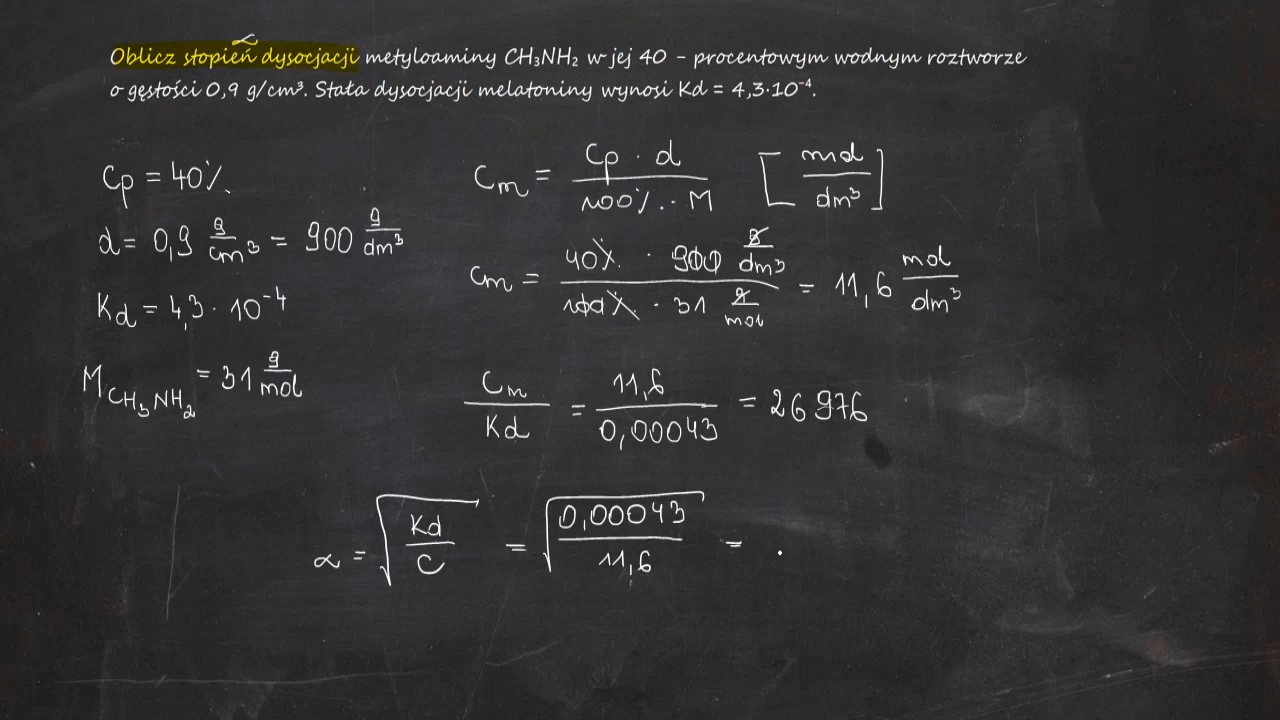 α
Oblicz stopień dysocjacji metyloaminy CH₃NH₂ w jej 40 – procentowym wodnym roztworze
o gęstości 0,9 g/cm³. Stała dysocjacji melatoniny wynosi Kd = 4,3·10⁻⁴.
Cp = 40%
d = 0,9 g/cm³ = 900 g/dm³
Kd = 4,3 · 10⁻⁴
M CH₃NH₂ = 31 g/mol
Cm = Cp · d / 100% · M [mol/dm³]
Cm = 40% · 900 g/dm³ / 100% · 31 g/mol = 11,6 mol/dm³
Cm / Kd = 11,6 / 0,00043 = 26 976
α = √(Kd / C) = √(0,00043 / 11,6) = .